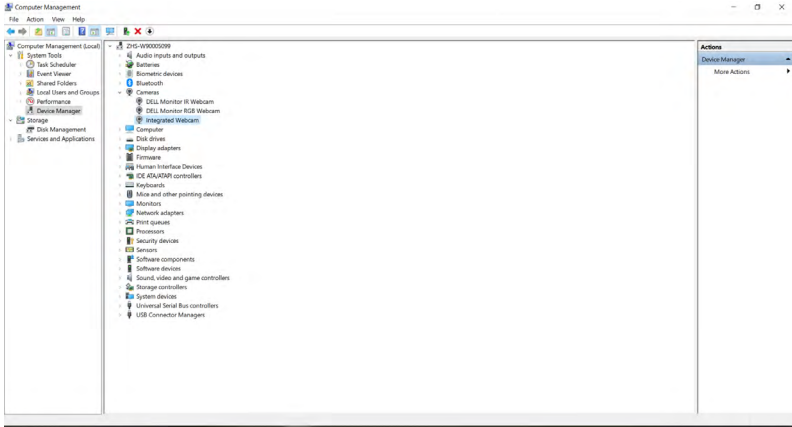 Computer Management
File Action View Help
Computer Management (Local)
System Tools
Task Scheduler
Event Viewer
Shared Folders
Local Users and Groups
Performance
Device Manager
Storage
Disk Management
Services and Applications
ZHS-W90005099
Audio inputs and outputs
Batteries
Biometric devices
Bluetooth
Cameras
DELL Monitor IR Webcam
DELL Monitor RGB Webcam
Integrated Webcam
Computer
Disk drives
Display adapters
Firmware
Human Interface Devices
IDE ATA/ATAPI controllers
Keyboards
Mice and other pointing devices
Monitors
Network adapters
Print queues
Processors
Security devices
Sensors
Software components
Software devices
Sound, video and game controllers
Storage controllers
System devices
Universal Serial Bus controllers
USB Connector Managers
Actions
Device Manager
More Actions